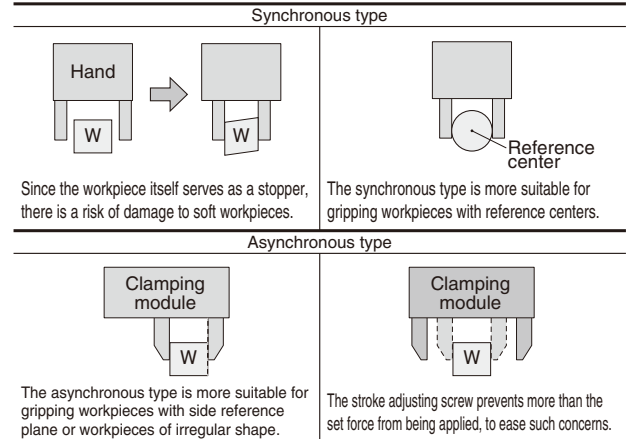 Synchronous type
Hand
W
W
Reference
center
Since the workpiece itself serves as a stopper,
there is a risk of damage to soft workpieces.
The synchronous type is more suitable for
gripping workpieces with reference centers.
Asynchronous type
Clamping
module
W
Clamping
module
W
The asynchronous type is more suitable for
gripping workpieces with side reference
plane or workpieces of irregular shape.
The stroke adjusting screw prevents more than the
set force from being applied, to ease such concerns.